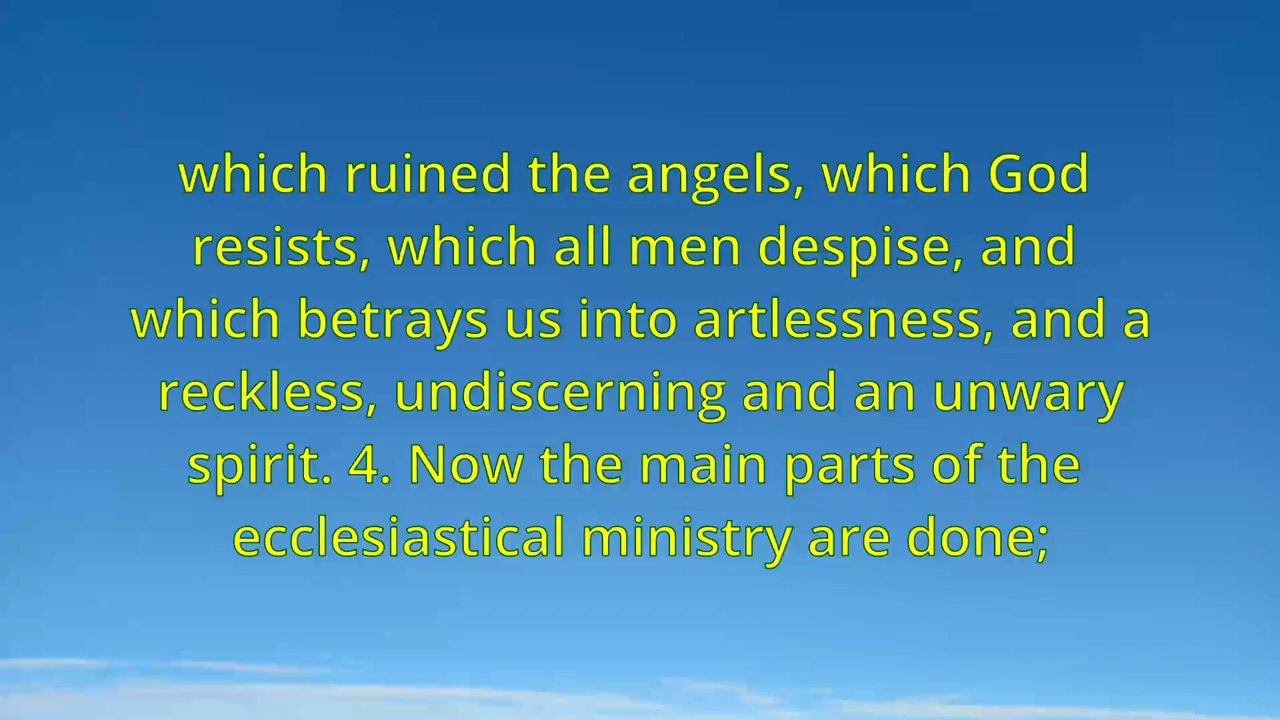 which ruined the angels, which God
resists, which all men despise, and
which betrays us into artlessness, and a
reckless, undiscerning and an unwary
spirit. 4. Now the main parts of the
ecclesiastical ministry are done;